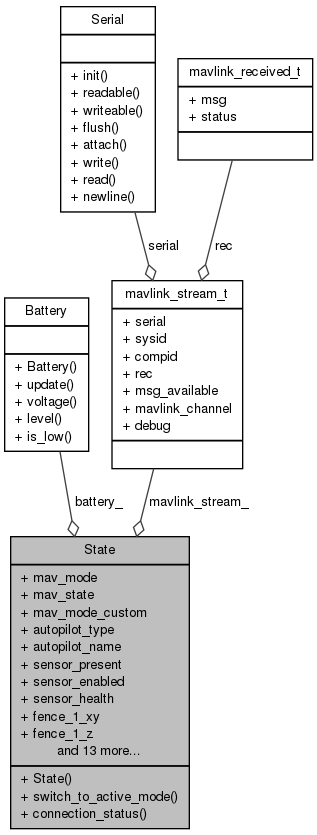 Serial
+ init()
+ readable()
+ writeable()
+ flush()
+ attach()
+ write()
+ read()
+ newline()
mavlink_received_t
+ msg
+ status
serial
rec
mavlink_stream_t
+ serial
+ sysid
+ compid
+ rec
+ msg_available
+ mavlink_channel
+ debug
Battery
+ Battery()
+ update()
+ voltage()
+ level()
+ is_low()
battery_
mavlink_stream_
State
+ mav_mode
+ mav_state
+ mav_mode_custom
+ autopilot_type
+ autopilot_name
+ sensor_present
+ sensor_enabled
+ sensor_health
+ fence_1_xy
+ fence_1_z
and 13 more...
+ State()
+ switch_to_active_mode()
+ connection_status()